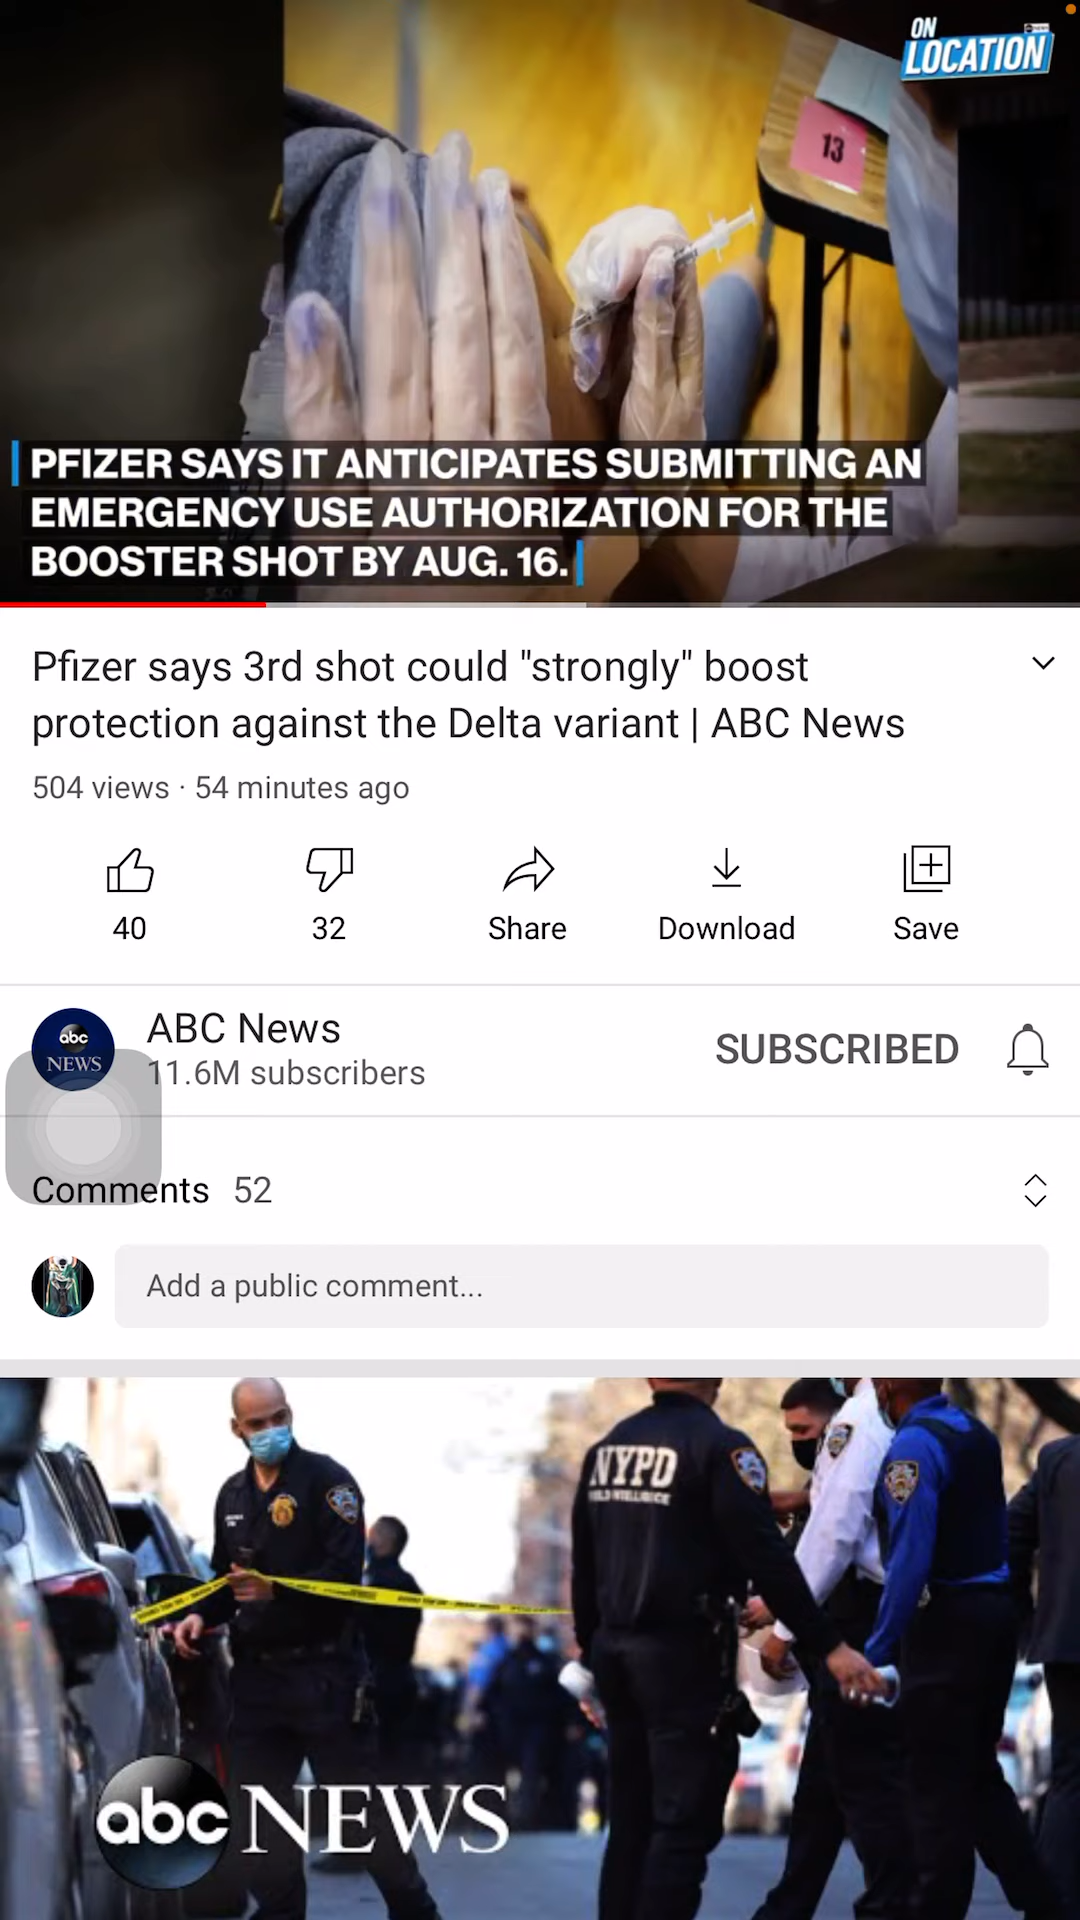 ON
LOCATION
13
PFIZER SAYS IT ANTICIPATES SUBMITTING AN
EMERGENCY USE AUTHORIZATION FOR THE
BOOSTER SHOT BY AUG. 16.
Pfizer says 3rd shot could "strongly" boost
protection against the Delta variant | ABC News
504 views · 54 minutes ago
40
32
Share
Download
Save
abc
NEWS
ABC News
11.6M subscribers
SUBSCRIBED
Comments 52
Add a public comment...
NYPD
abc NEWS